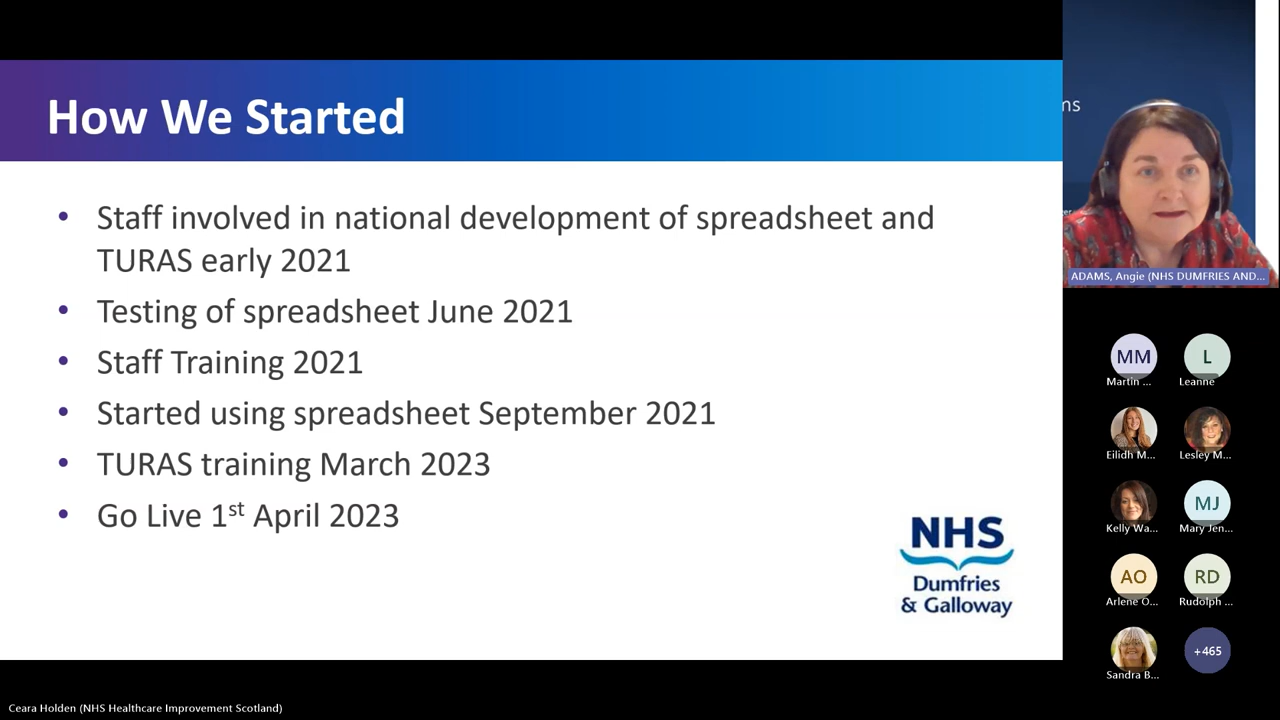 How We Started
• Staff involved in national development of spreadsheet and
TURAS early 2021
• Testing of spreadsheet June 2021
• Staff Training 2021
• Started using spreadsheet September 2021
• TURAS training March 2023
• Go Live 1st April 2023
NHS
Dumfries
& Galloway
ms
ADAMS, Angie (NHS DUMFRIES AND...
MM
Martin ...
L
Leanne
Eilidh M...
Lesley M...
Kelly Wa...
MJ
Mary Jen...
AO
Arlene O...
RD
Rudolph ...
Sandra B...
+465
Ceara Holden (NHS Healthcare Improvement Scotland)